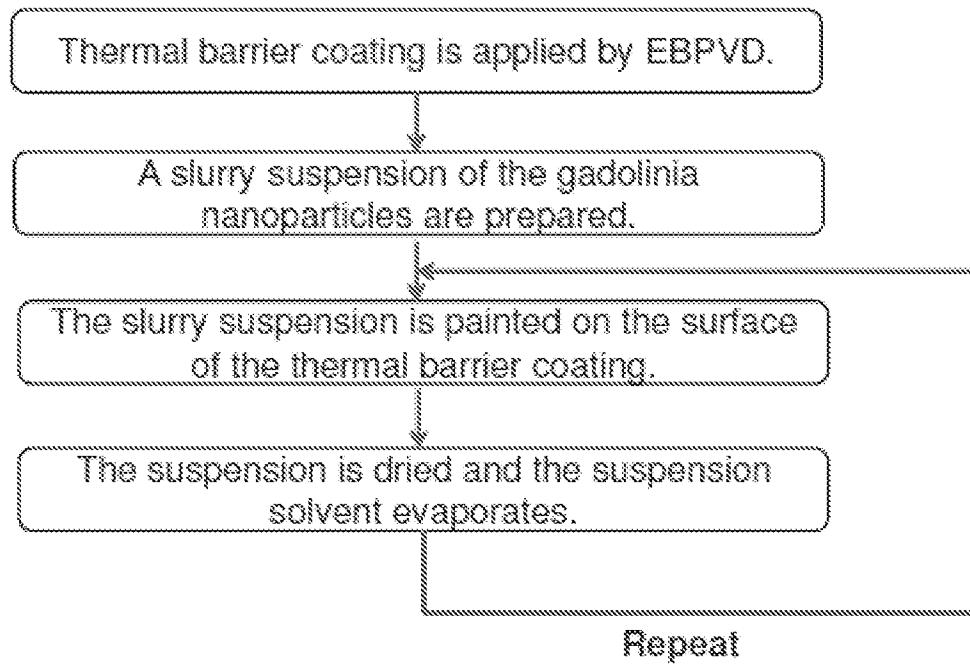 Thermal barrier coating is applied by EBPVD.
A slurry suspension of the gadolinia
nanoparticles are prepared.
The slurry suspension is painted on the surface
of the thermal barrier coating.
The suspension is dried and the suspension
solvent evaporates.
Repeat